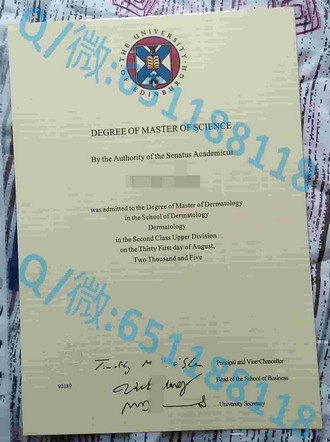 THE UNIVERSITY OF EDINBURGH
DEGREE OF MASTER OF SCIENCE
By the Authority of the Senatus Academicus
was admitted to the Degree of Master of Dermatology
in the School of Dermatology
Dermatology
in the Second Class Upper Division
on the Thirty First day of August,
Two Thousand and Five
Principal and Vice-Chancellor
90189
Head of the School of Business
University Secretary
Q/微:651188118
Q/微:651188118